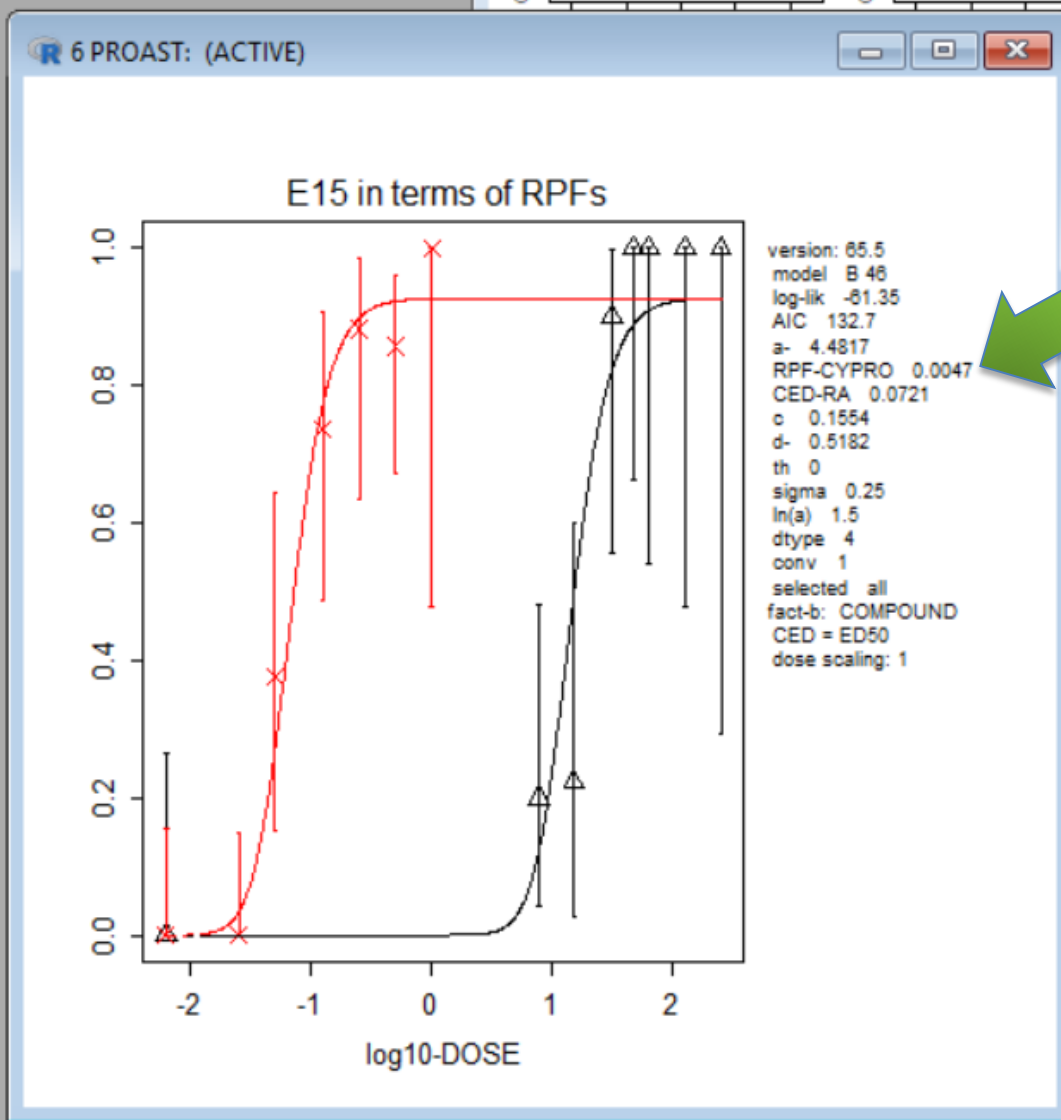 6 PROAST: (ACTIVE)
E15 in terms of RPFs
1.0
0.8
0.6
0.4
0.2
0.0
-2 -1 0 1 2
log10-DOSE
version: 65.5
model B 46
log-lik -61.35
AIC 132.7
a- 4.4817
RPF-CYPRO 0.0047
CED-RA 0.0721
c 0.1554
d- 0.5182
th 0
sigma 0.25
ln(a) 1.5
dtype 4
conv 1
selected all
fact-b: COMPOUND
CED = ED50
dose scaling: 1